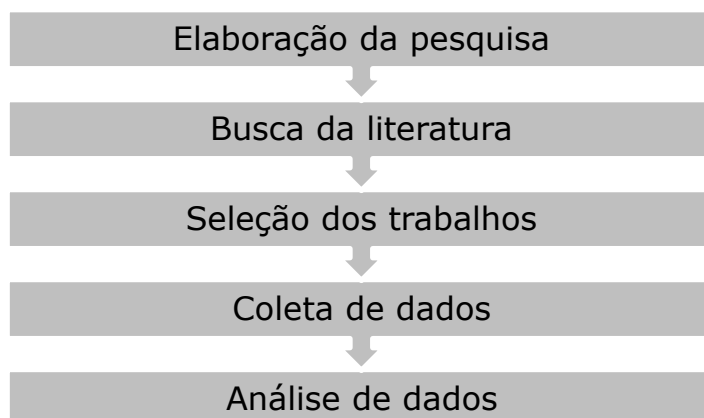 Elaboração da pesquisa
Busca da literatura
Seleção dos trabalhos
Coleta de dados
Análise de dados